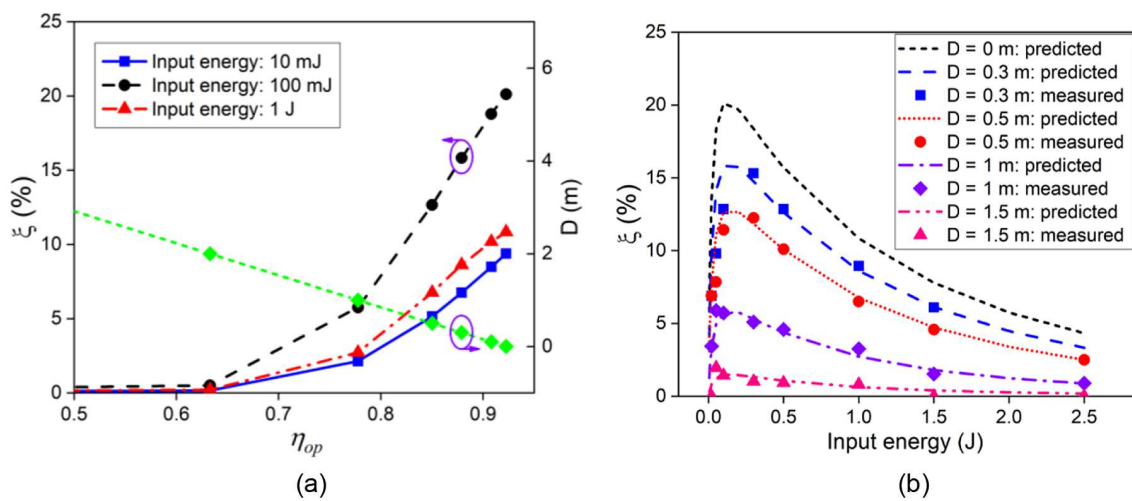 25
20
15
10
5
0
ξ (%)
Input energy: 10 mJ
Input energy: 100 mJ
Input energy: 1 J
6
4
2
0
D (m)
0.5 0.6 0.7 0.8 0.9
ηop
(a)
25
20
15
10
5
0
ξ (%)
D = 0 m: predicted
D = 0.3 m: predicted
D = 0.3 m: measured
D = 0.5 m: predicted
D = 0.5 m: measured
D = 1 m: predicted
D = 1 m: measured
D = 1.5 m: predicted
D = 1.5 m: measured
0.0 0.5 1.0 1.5 2.0 2.5
Input energy (J)
(b)